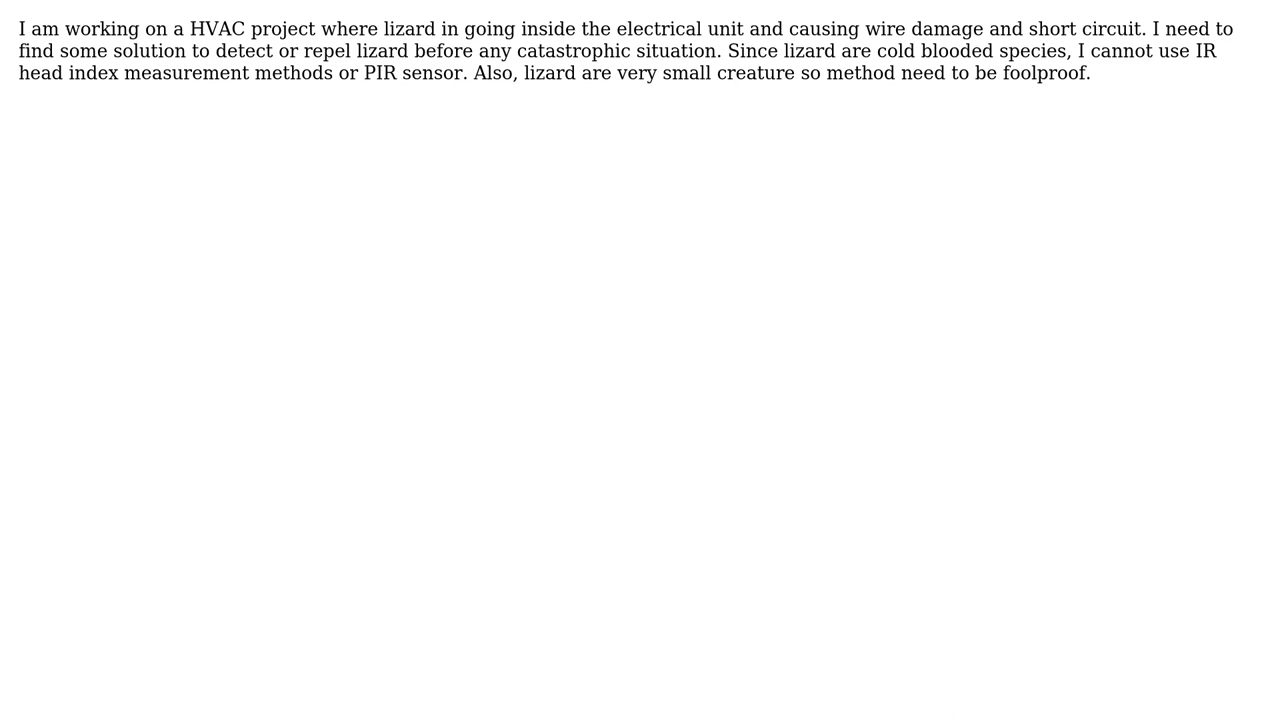 I am working on a HVAC project where lizard in going inside the electrical unit and causing wire damage and short circuit. I need to
find some solution to detect or repel lizard before any catastrophic situation. Since lizard are cold blooded species, I cannot use IR
head index measurement methods or PIR sensor. Also, lizard are very small creature so method need to be foolproof.